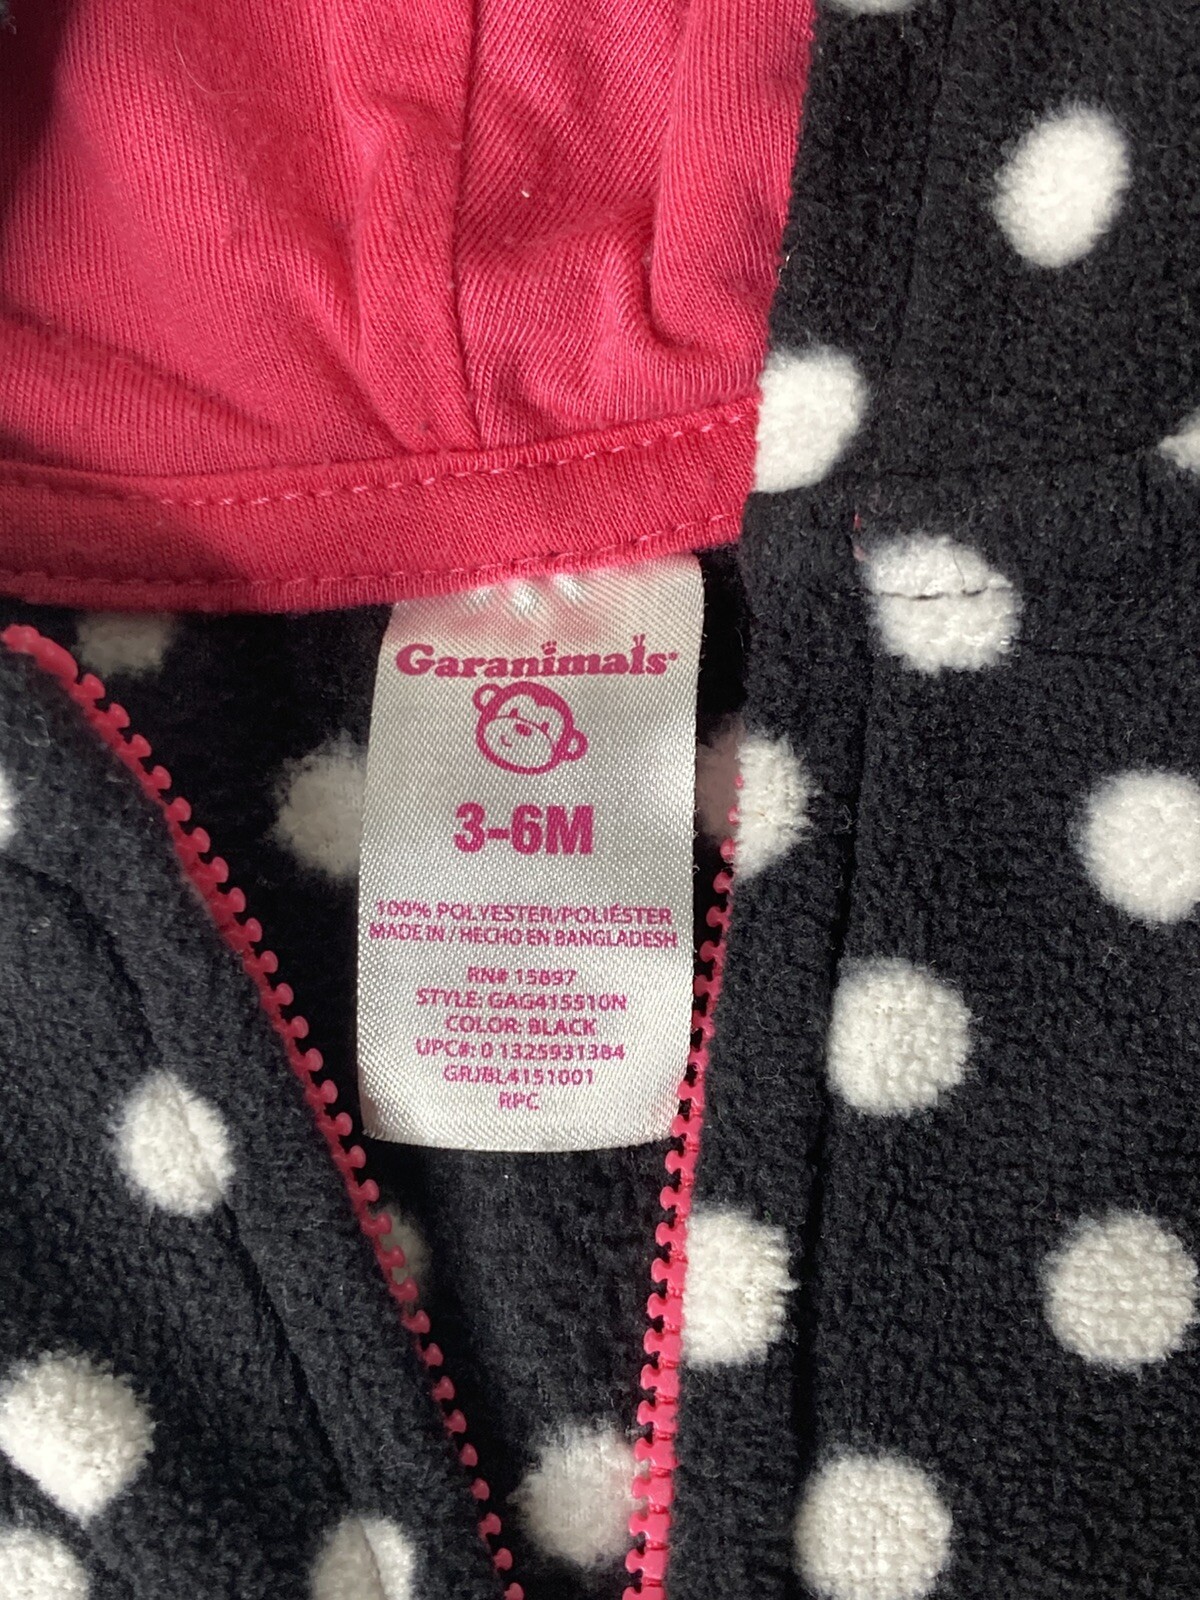 Garanimals
3-6M
100% POLYESTER/POLIÉSTER
MADE IN / HECHO EN BANGLADESH
RN# 15897
STYLE: GAG415510N
COLOR: BLACK
UPC#: 0 1325931384
GFJBL4151001
RPC